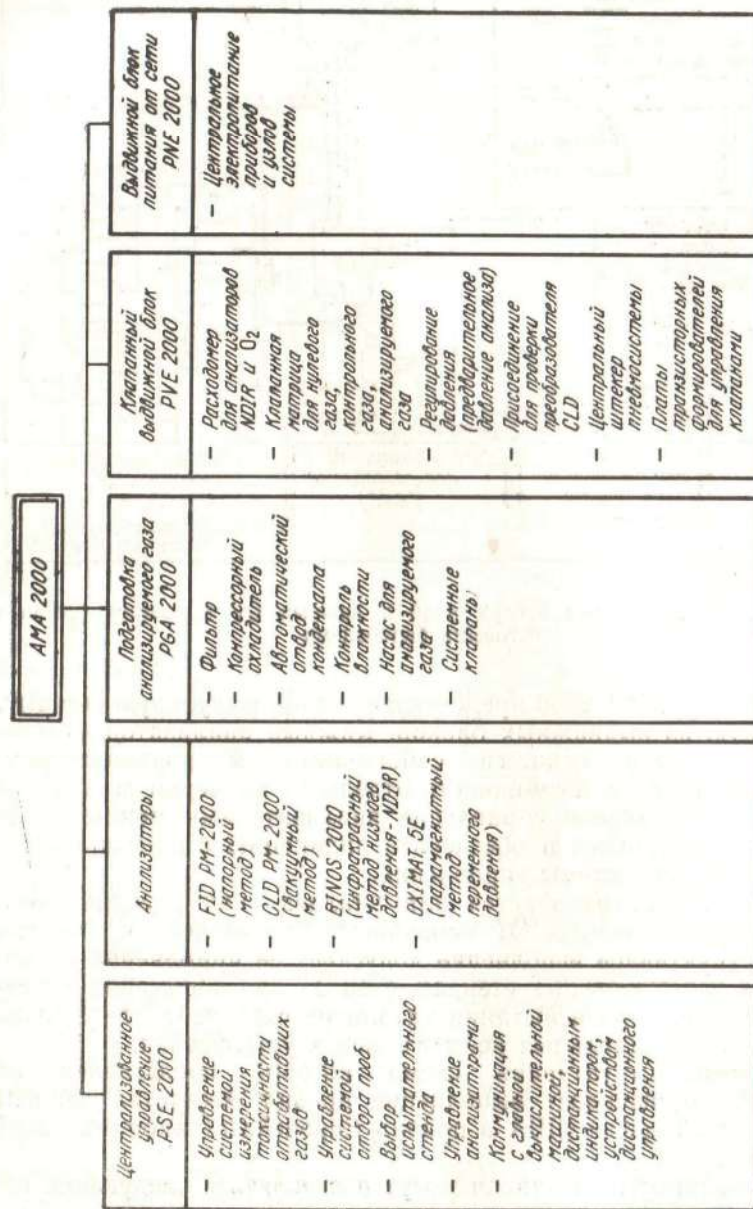 AMA 2000
Централизованное
управление
PSE 2000
– Управление
системой
измерения
токсичности
отработавших
газов
– Управление
системой
отбора проб
– Выбор
испытательного
стенда
– Управление
анализаторами
– Коммуникация
с главной
вычислительной
машиной,
дистанционным
индикатором,
устройством
дистанционного
управления
Анализаторы
– FID PM-2000
(напорный
метод)
– CLD PM-2000
(вакуумный
метод)
– BINOS 2000
(инфракрасный
метод низкого
давления-NDIR)
– OXIMAT 5E
(парамагнитный
метод
переменного
давления)
Подготовка
анализируемого газа
PGA 2000
– Фильтр
– Компрессорный
охладитель
– Автоматический
отвод
конденсата
– Контроль
влажности
– Насос для
анализируемого
газа
– Системные
клапаны
Клапанный
выдвижной блок
PVE 2000
– Расходомер
для анализаторов
NDIR и O₂
– Клапанная
матрица
для нулевого
газа,
контрольного
газа,
анализируемого
газа
– Регулирование
давления
(предварительное
давление анализа)
– Присоединение
для проверки
преобразователя
CLD
– Центральный
штекер
пневмосистемы
– Платы
транзисторных
формирователей
для управления
клапанами
Выдвижной блок
питания от сети
PNE 2000
– Центральное
электропитание
приборов
и узлов
системы